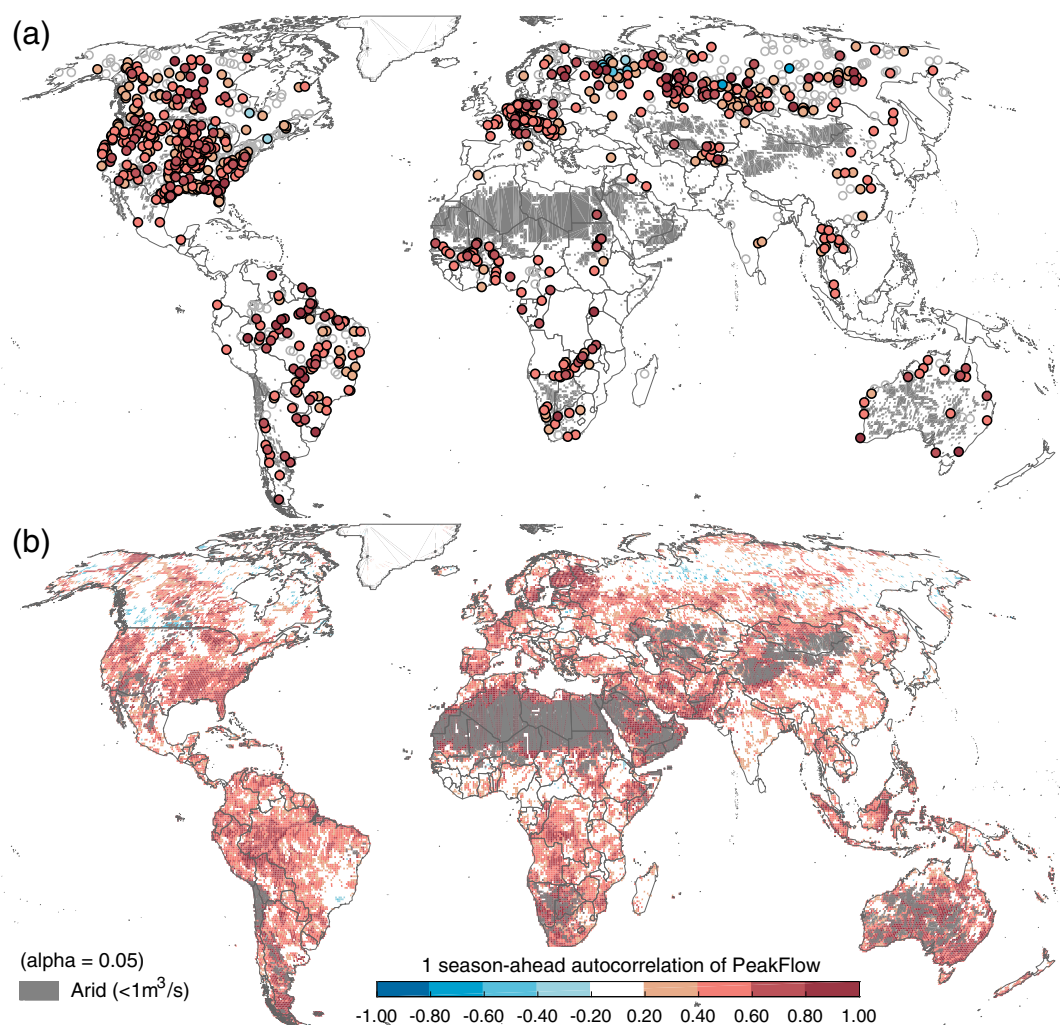 (a)
(b)
(alpha = 0.05)
Arid (<1m³/s)
1 season-ahead autocorrelation of PeakFlow
-1.00 -0.80 -0.60 -0.40 -0.20 0.20 0.40 0.60 0.80 1.00